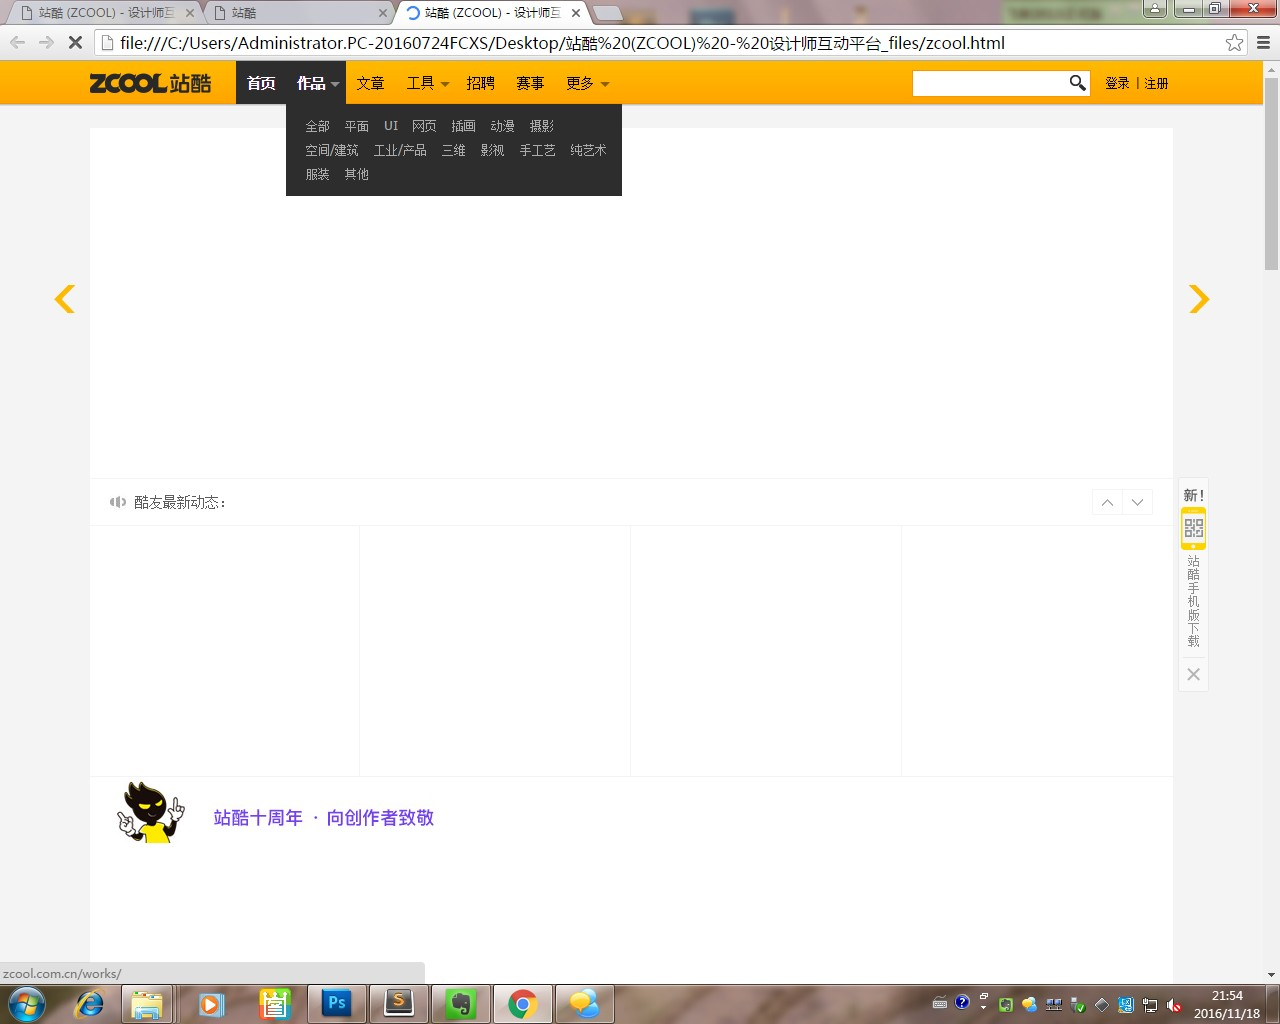 站酷 (ZCOOL) - 设计师互
站酷
站酷 (ZCOOL) - 设计师互
file:///C:/Users/Administrator.PC-20160724FCXS/Desktop/站酷%20(ZCOOL)%20-%20设计师互动平台_files/zcool.html
ZCOOL站酷 首页 作品 文章 工具 招聘 赛事 更多 登录 | 注册
全部 平面 UI 网页 插画 动漫 摄影
空间/建筑 工业/产品 三维 影视 手工艺 纯艺术
服装 其他
酷友最新动态：
新!
站酷手机版下载
站酷十周年 · 向创作者致敬
zcool.com.cn/works/
Ps
S
21:54
2016/11/18